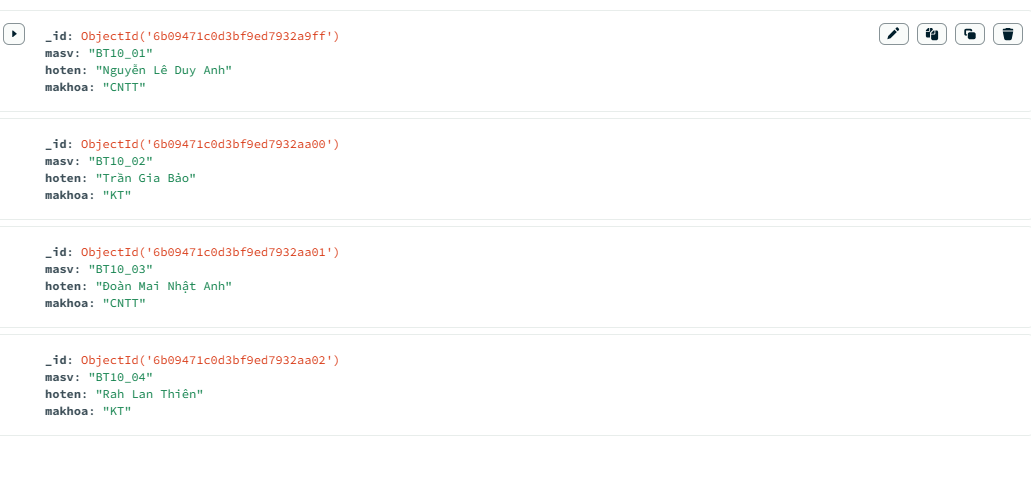 _id: ObjectId('6b09471c0d3bf9ed7932a9ff')
masv: "BT10_01"
hoten: "Nguyễn Lê Duy Anh"
makhoa: "CNTT"
_id: ObjectId('6b09471c0d3bf9ed7932aa00')
masv: "BT10_02"
hoten: "Trần Gia Bảo"
makhoa: "KT"
_id: ObjectId('6b09471c0d3bf9ed7932aa01')
masv: "BT10_03"
hoten: "Đoàn Mai Nhật Anh"
makhoa: "CNTT"
_id: ObjectId('6b09471c0d3bf9ed7932aa02')
masv: "BT10_04"
hoten: "Rah Lan Thiên"
makhoa: "KT"